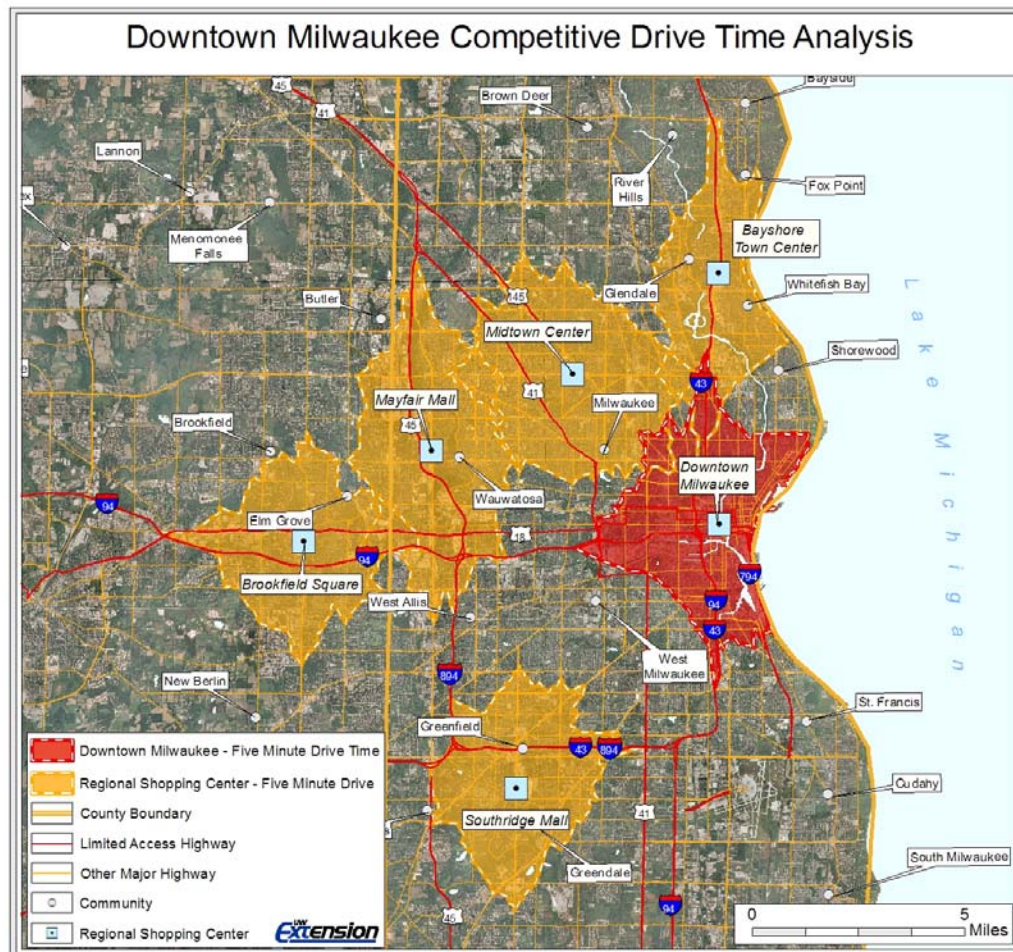 Downtown Milwaukee Competitive Drive Time Analysis
45
41
Brown Deer
Bayside
Lannon
River
Hills
Fox Point
Menomonee
Falls
Bayshore
Town Center
Butler
Glendale
Whitefish Bay
145
Midtown Center
Shorewood
43
41
Mayfair Mall
Milwaukee
45
Brookfield
Downtown
Milwaukee
Wauwatosa
94
Elm Grove
18
94
Brookfield Square
794
West Allis
94
43
West
Milwaukee
894
New Berlin
St. Francis
Greenfield
43
894
Cudahy
41
Southridge Mall
Greendale
South Milwaukee
94
45
Lake Michigan
Downtown Milwaukee - Five Minute Drive Time
Regional Shopping Center - Five Minute Drive
County Boundary
Limited Access Highway
Other Major Highway
Community
Regional Shopping Center
UW
Extension
0 5
Miles